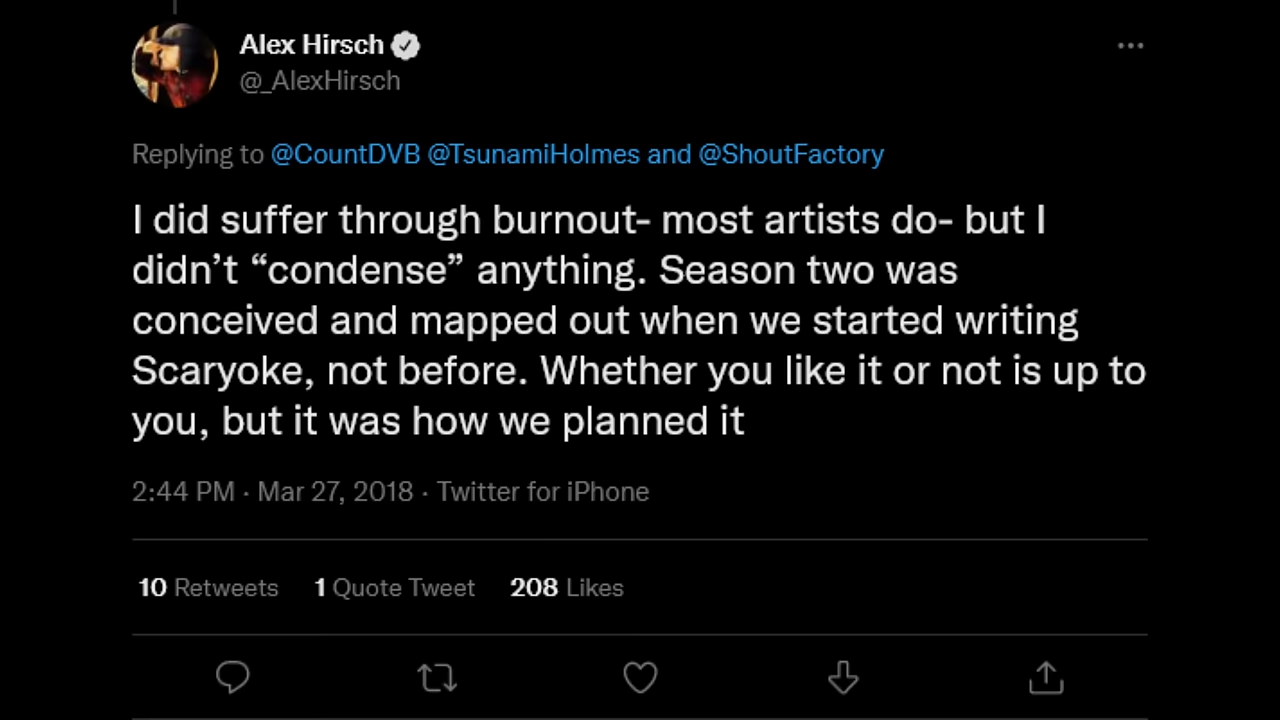 Alex Hirsch
@_AlexHirsch
Replying to @CountDVB @TsunamiHolmes and @ShoutFactory
I did suffer through burnout- most artists do- but I
didn’t “condense” anything. Season two was
conceived and mapped out when we started writing
Scaryoke, not before. Whether you like it or not is up to
you, but it was how we planned it
2:44 PM · Mar 27, 2018 · Twitter for iPhone
10 Retweets 1 Quote Tweet 208 Likes